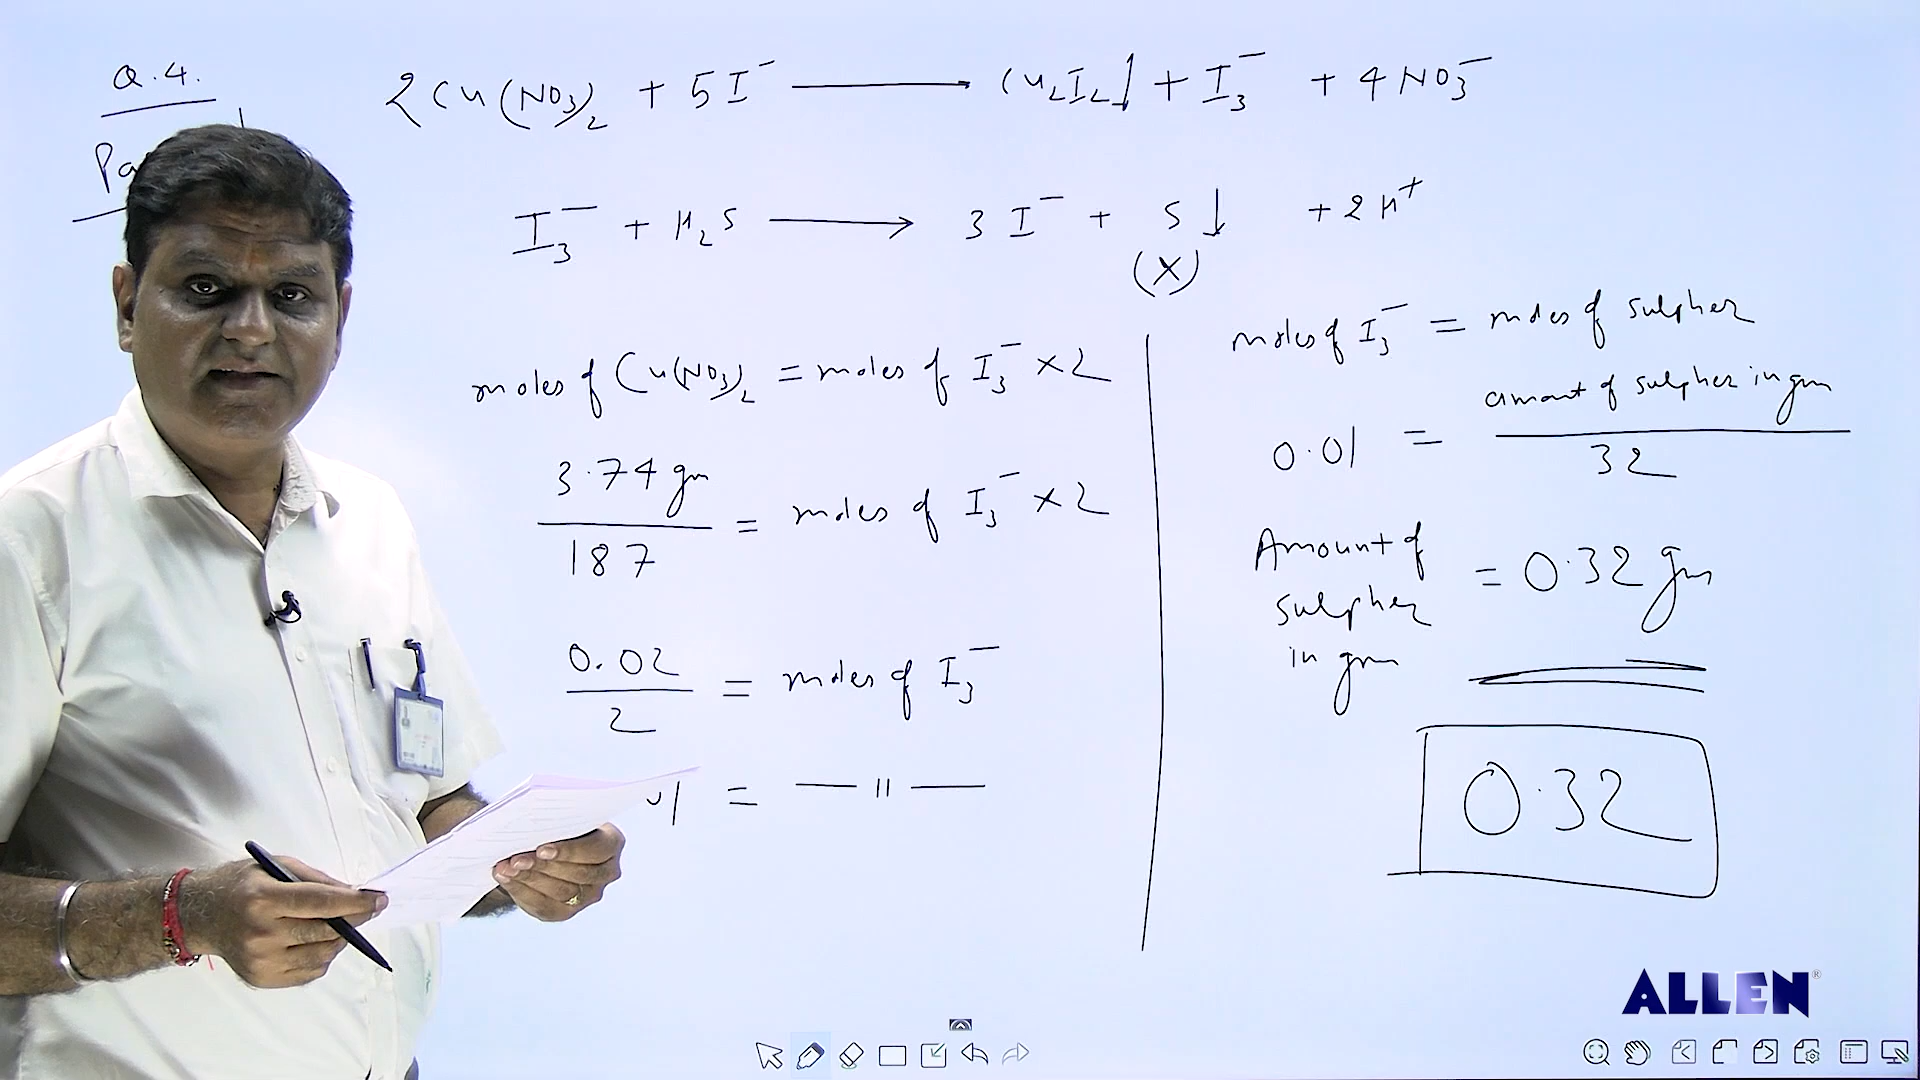 Q.4.
Pa
2Cu(NO3)2 + 5I⁻ ⟶ Cu2I2↓ + I3⁻ + 4NO3⁻
I3⁻ + H2S ⟶ 3I⁻ + S↓ + 2H⁺
(X)
moles of Cu(NO3)2 = moles of I3⁻ × 2
3.74 gm
187
= moles of I3⁻ × 2
0.02
2
= moles of I3⁻
= — 〃 —
moles of I3⁻ = moles of sulpher
0.01 =
amount of sulpher in gm
32
Amount of
sulpher
in gm
= 0.32 gm
0.32
ALLEN®